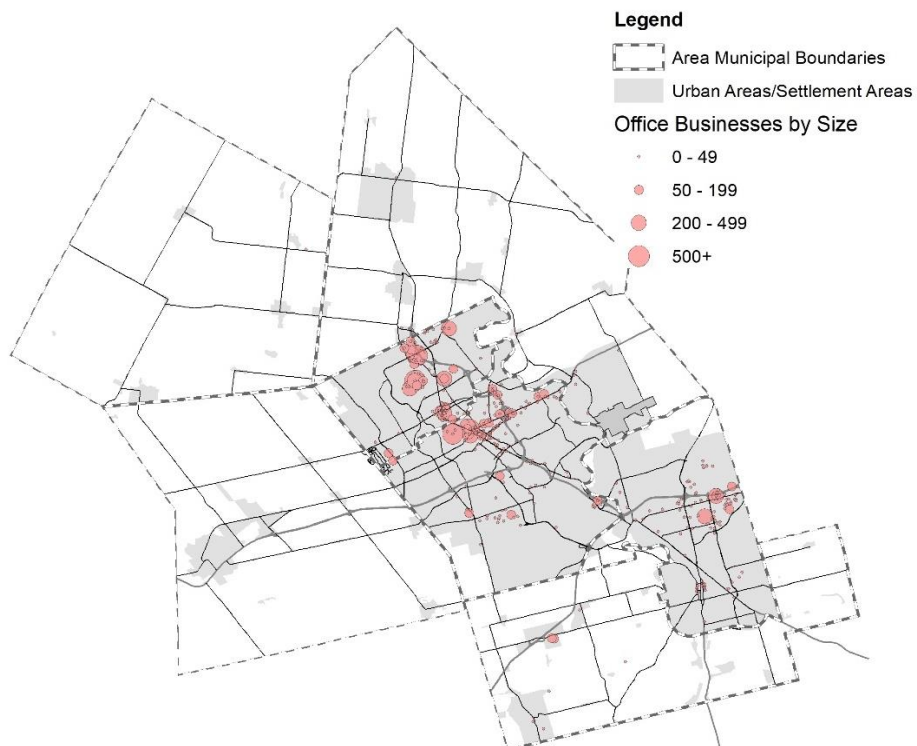 Legend
Area Municipal Boundaries
Urban Areas/Settlement Areas
Office Businesses by Size
0 - 49
50 - 199
200 - 499
500+